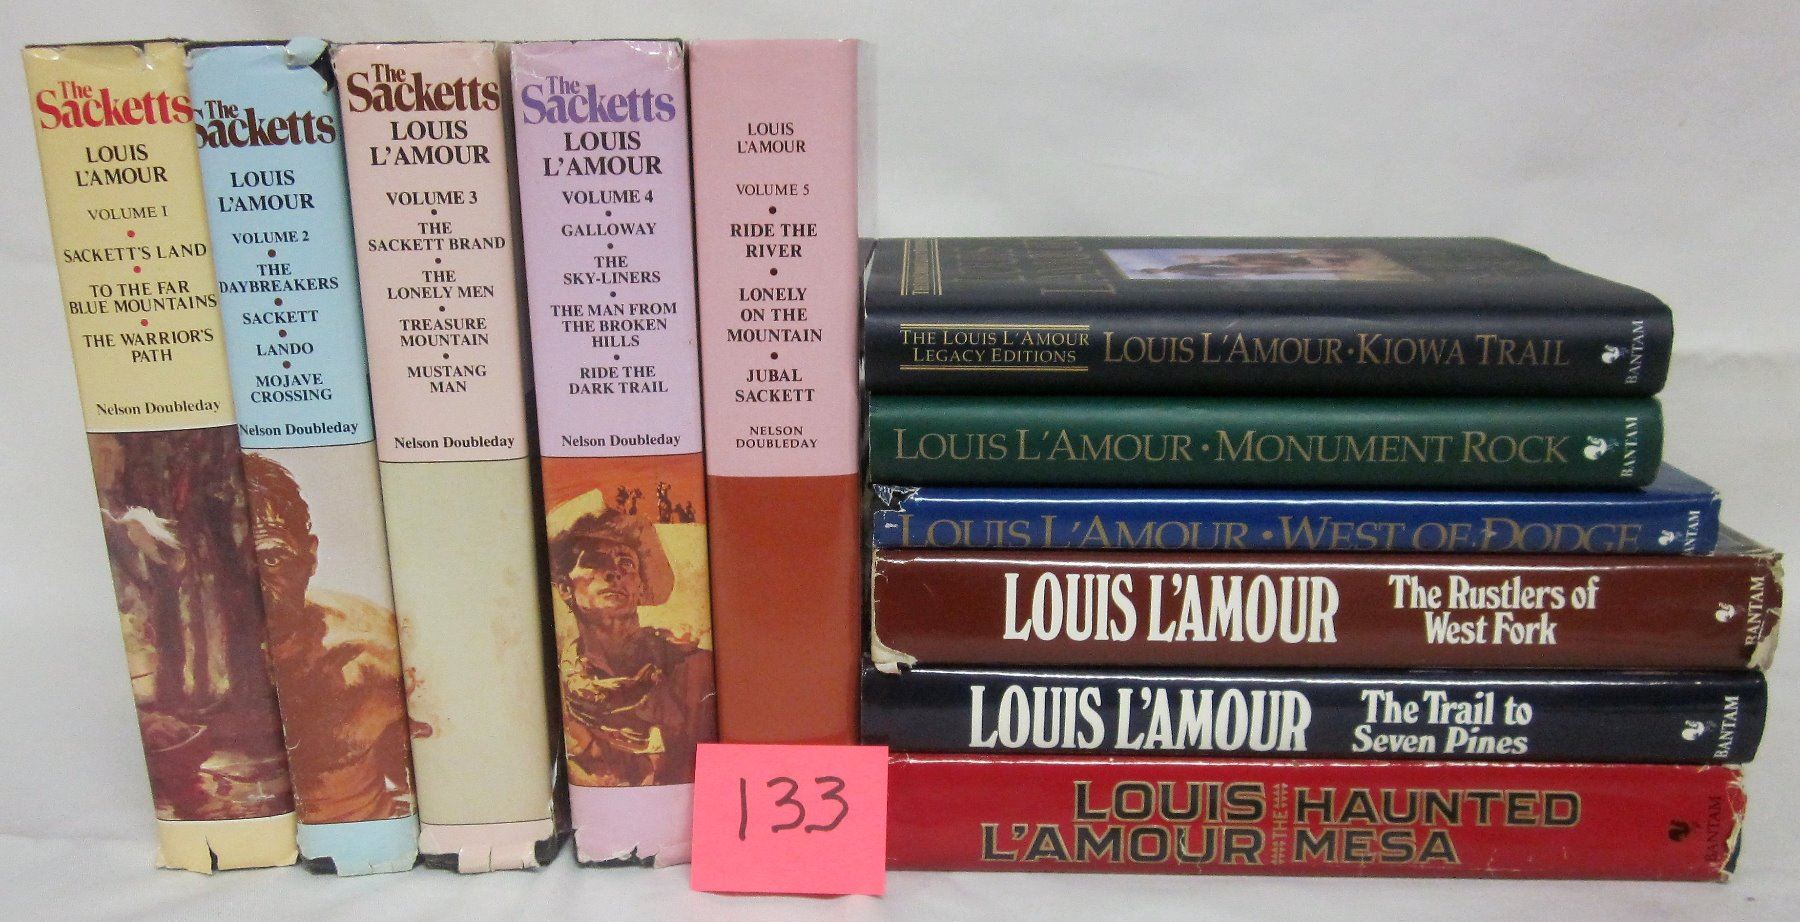 The
Sacketts
LOUIS
L'AMOUR
VOLUME 1
SACKETT'S LAND
TO THE FAR
BLUE MOUNTAINS
THE WARRIOR'S
PATH
Nelson Doubleday
The
Sacketts
LOUIS
L'AMOUR
VOLUME 2
THE
DAYBREAKERS
SACKETT
LANDO
MOJAVE
CROSSING
Nelson Doubleday
The
Sacketts
LOUIS
L'AMOUR
VOLUME 3
THE
SACKETT BRAND
THE
LONELY MEN
TREASURE
MOUNTAIN
MUSTANG
MAN
Nelson Doubleday
The
Sacketts
LOUIS
L'AMOUR
VOLUME 4
GALLOWAY
THE
SKY-LINERS
THE MAN FROM
THE BROKEN
HILLS
RIDE THE
DARK TRAIL
Nelson Doubleday
LOUIS
L'AMOUR
VOLUME 5
RIDE THE
RIVER
LONELY
ON THE
MOUNTAIN
JUBAL
SACKETT
NELSON
DOUBLEDAY
THE LOUIS L'AMOUR
LEGACY EDITIONS
LOUIS L'AMOUR · KIOWA TRAIL
BANTAM
LOUIS L'AMOUR · MONUMENT ROCK
BANTAM
LOUIS L'AMOUR · WEST OF DODGE
BANTAM
LOUIS L'AMOUR
The Rustlers of
West Fork
BANTAM
LOUIS L'AMOUR
The Trail to
Seven Pines
BANTAM
LOUIS
L'AMOUR
THE
HAUNTED
MESA
BANTAM
133